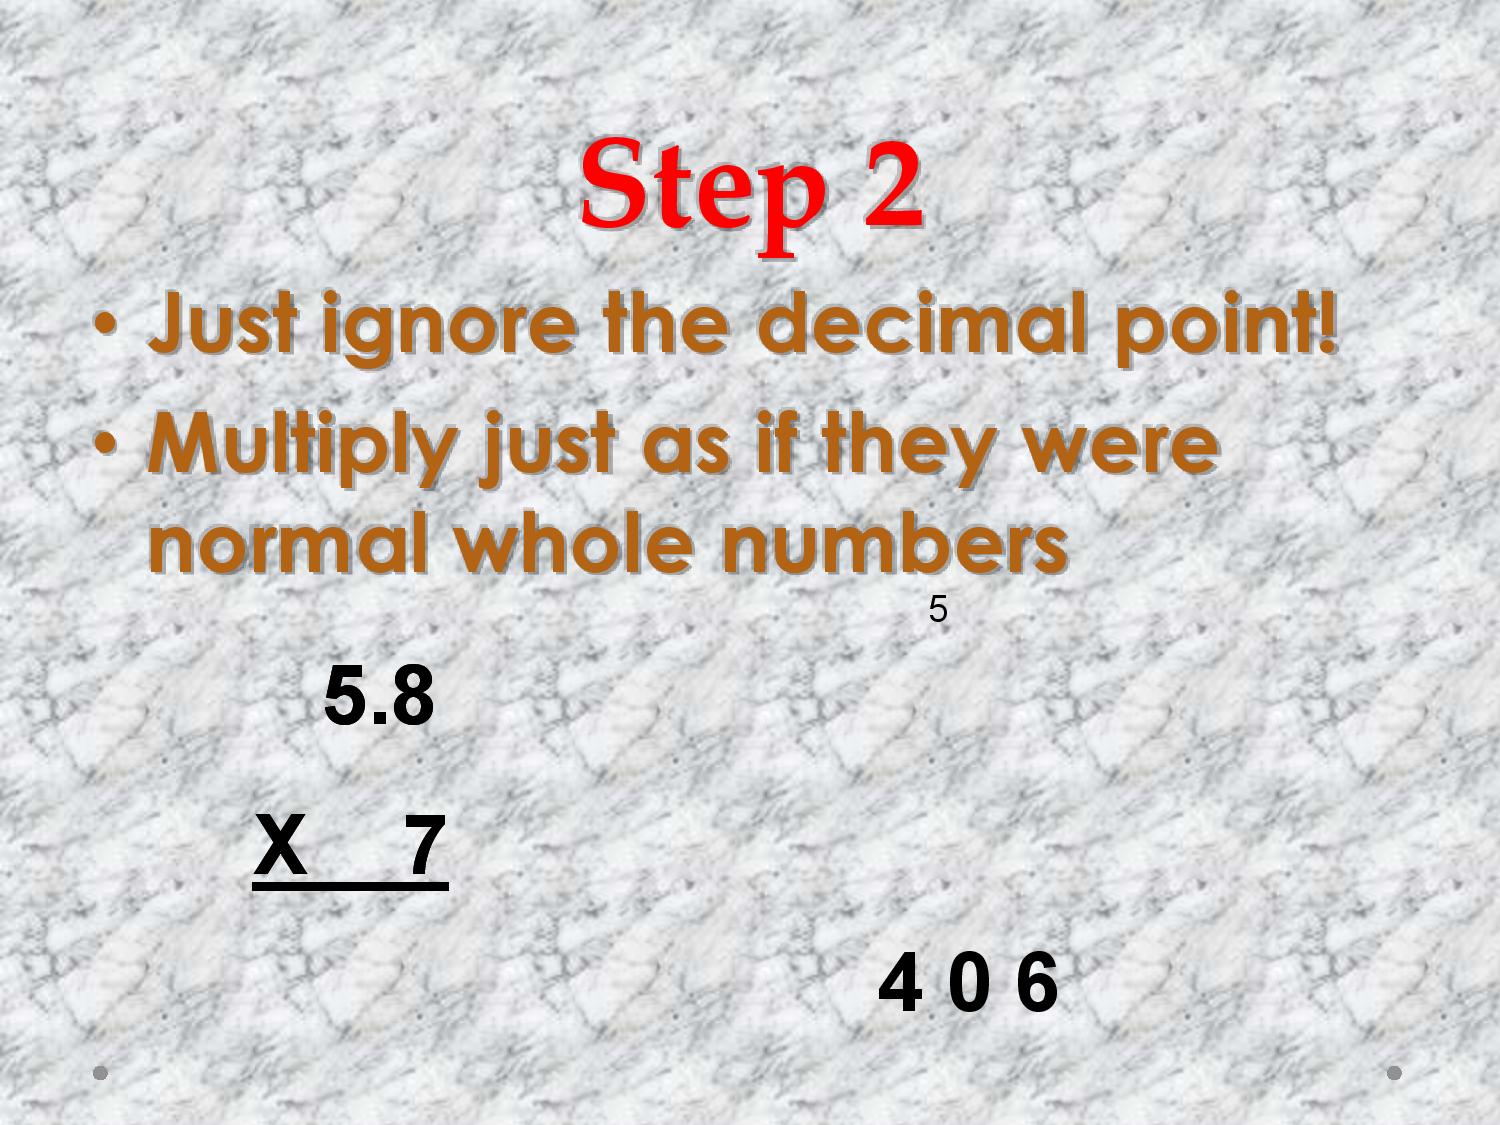 Step 2
• Just ignore the decimal point!
• Multiply just as if they were
normal whole numbers
5
5.8
X 7
4 0 6